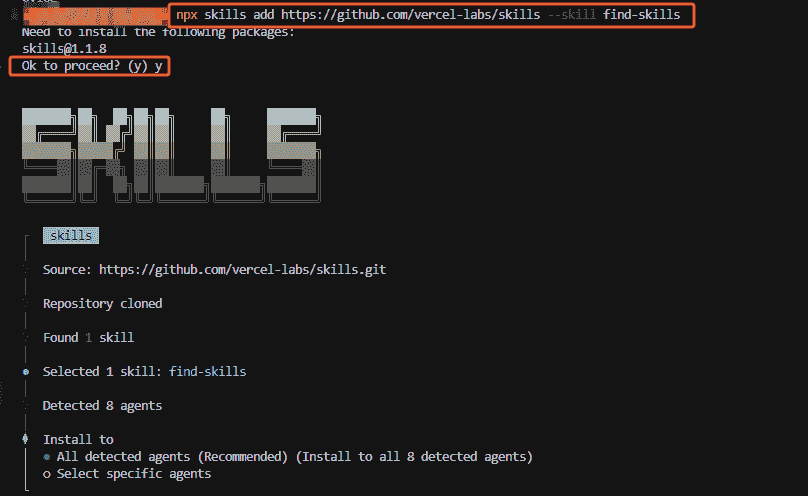 npx skills add https://github.com/vercel-labs/skills --skill find-skills
Need to install the following packages:
skills@1.1.8
Ok to proceed? (y) y
SKILLS
skills
Source: https://github.com/vercel-labs/skills.git
Repository cloned
Found 1 skill
Selected 1 skill: find-skills
Detected 8 agents
Install to
All detected agents (Recommended) (Install to all 8 detected agents)
Select specific agents